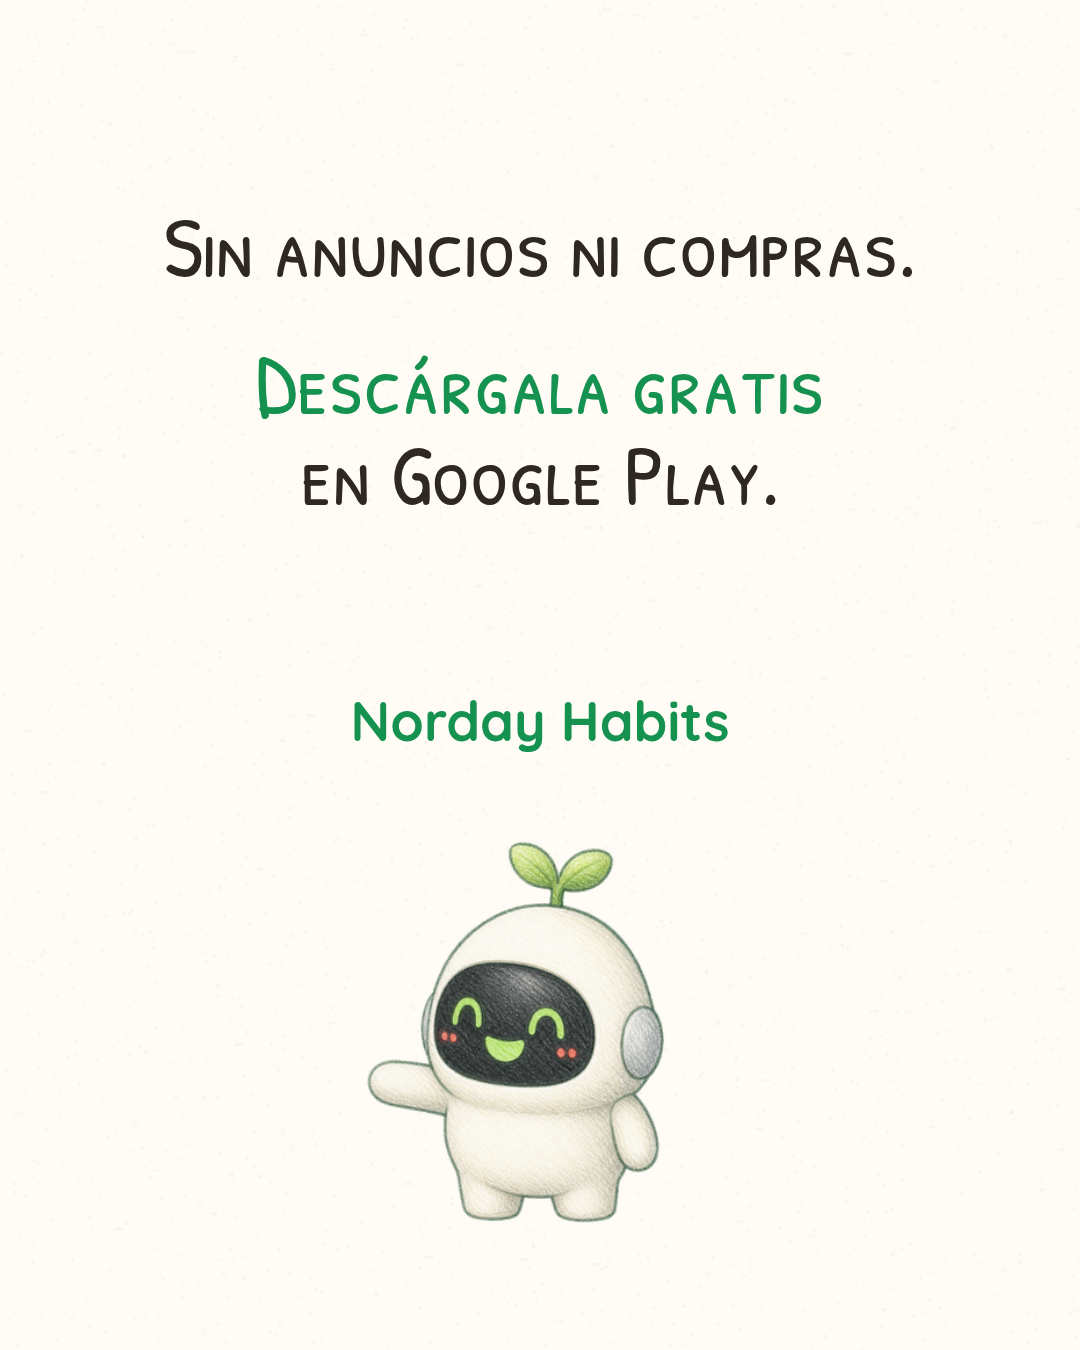 Sin anuncios ni compras.
Descárgala gratis
en Google Play.
Norday Habits